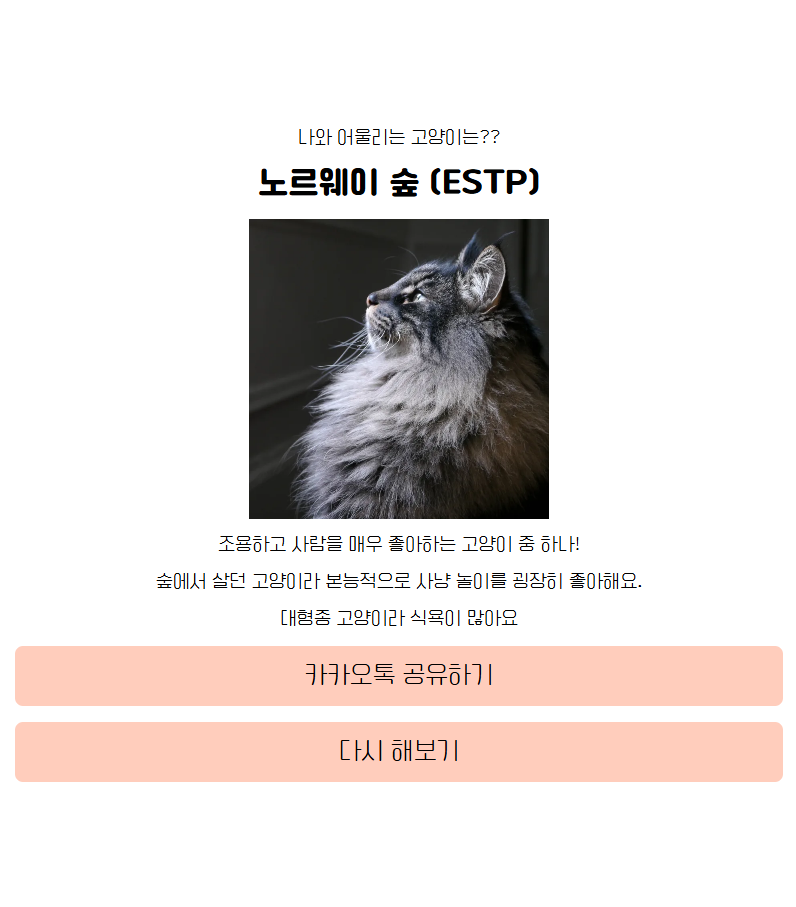 나와 어울리는 고양이는??
노르웨이 숲 (ESTP)
조용하고 사람을 매우 좋아하는 고양이 중 하나!
숲에서 살던 고양이라 본능적으로 사냥 놀이를 굉장히 좋아해요.
대형종 고양이라 식욕이 많아요
카카오톡 공유하기
다시 해보기